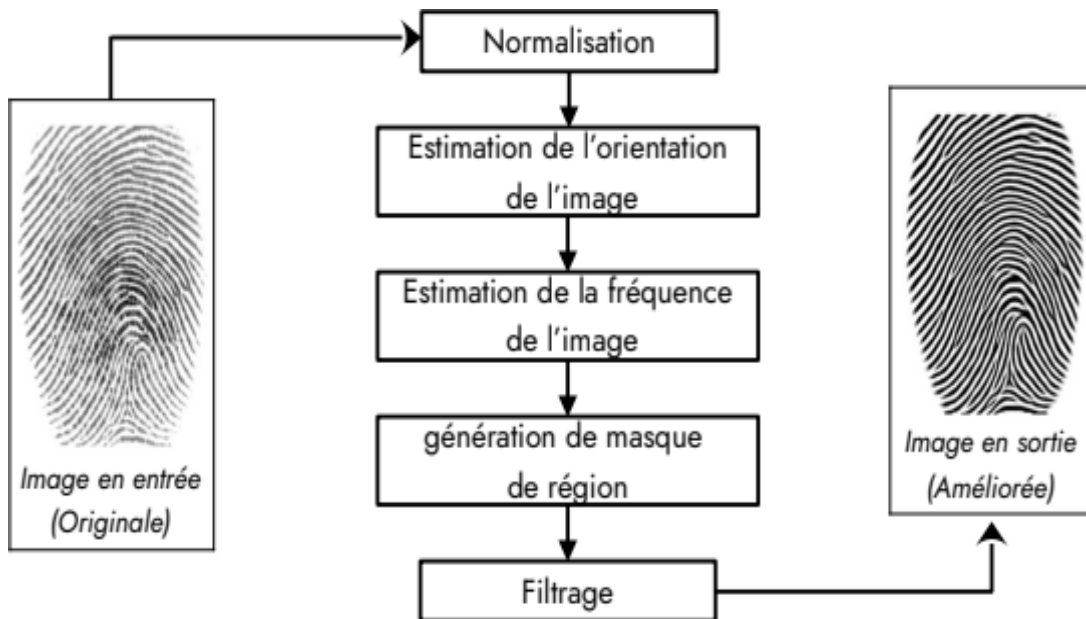 Normalisation
Estimation de l'orientation
de l'image
Estimation de la fréquence
de l'image
génération de masque
de région
Filtrage
Image en entrée
(Originale)
Image en sortie
(Améliorée)